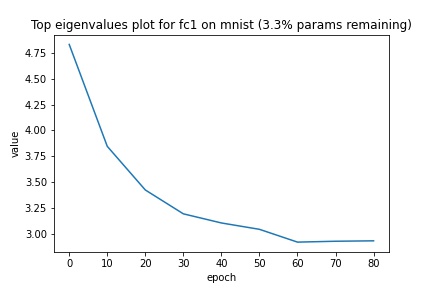 Top eigenvalues plot for fc1 on mnist (3.3% params remaining)
4.75
4.50
4.25
4.00
3.75
3.50
3.25
3.00
value
0 10 20 30 40 50 60 70 80
epoch